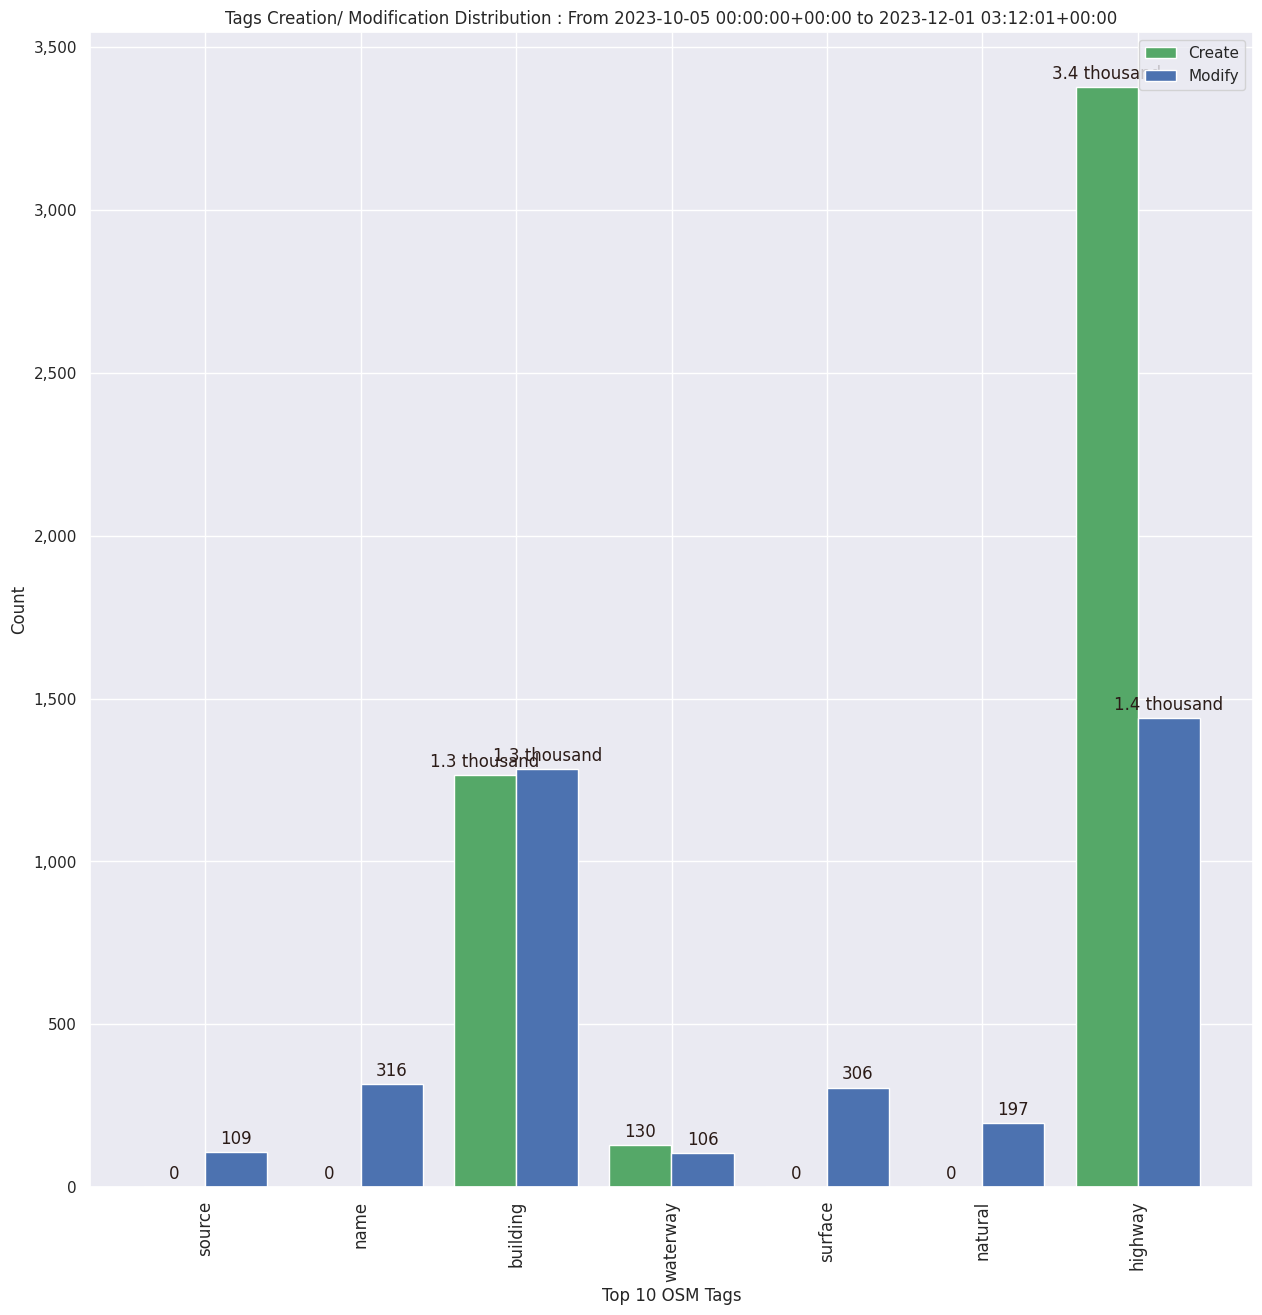 Tags Creation/ Modification Distribution : From 2023-10-05 00:00:00+00:00 to 2023-12-01 03:12:01+00:00
Create
Modify
Count
3,500
3,000
2,500
2,000
1,500
1,000
500
0
0
109
0
316
1.3 thousand
1.3 thousand
130
106
0
306
0
197
3.4 thousand
1.4 thousand
source
name
building
waterway
surface
natural
highway
Top 10 OSM Tags